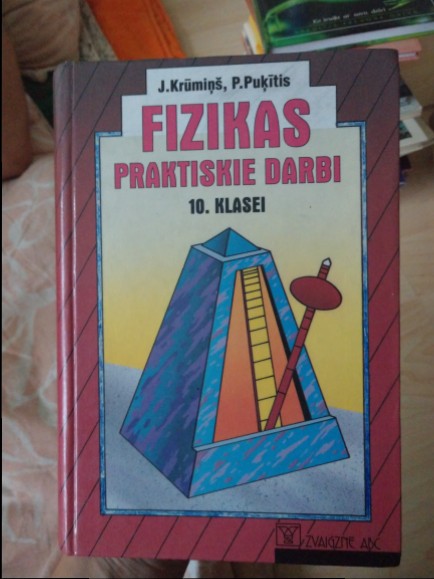 J.Krūmiņš, P.Puķītis
FIZIKAS
PRAKTISKIE DARBI
10. KLASEI
ZVAIGZNE ABC